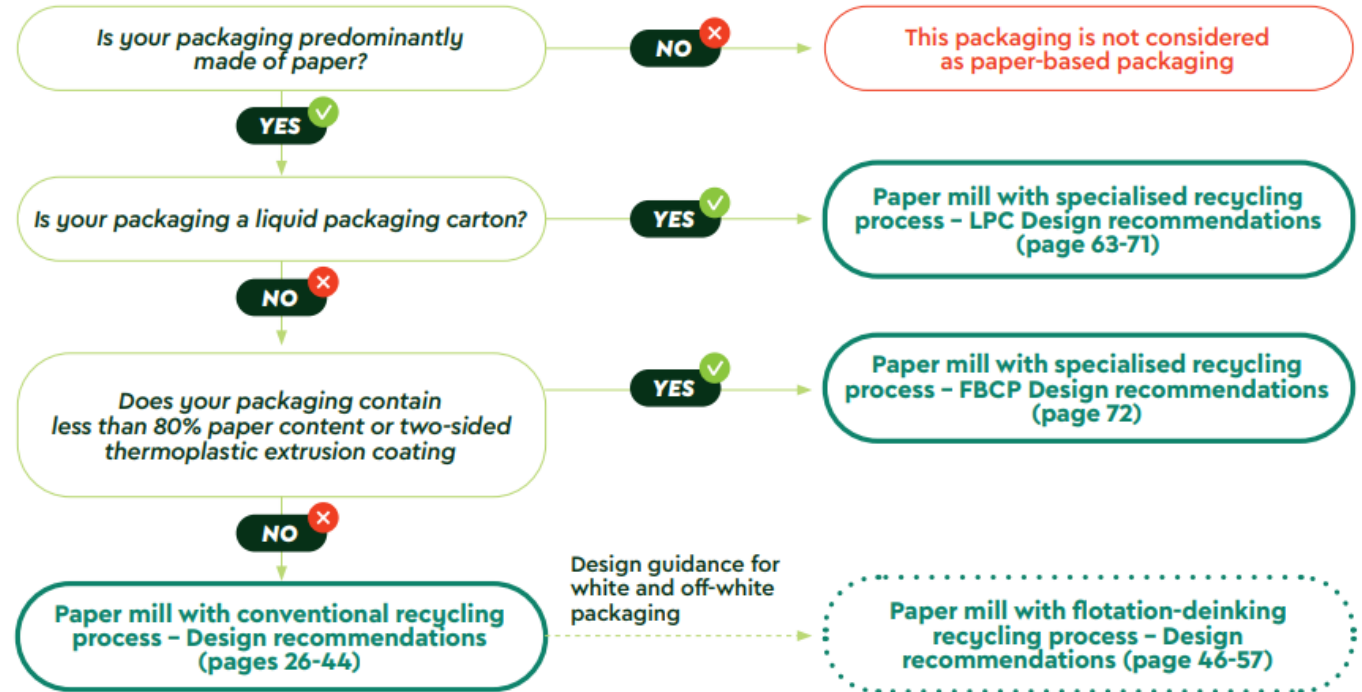 Is your packaging predominantly
made of paper?
NO
This packaging is not considered
as paper-based packaging
YES
Is your packaging a liquid packaging carton?
YES
Paper mill with specialised recycling
process – LPC Design recommendations
(page 63-71)
NO
Does your packaging contain
less than 80% paper content or two-sided
thermoplastic extrusion coating
YES
Paper mill with specialised recycling
process – FBCP Design recommendations
(page 72)
NO
Paper mill with conventional recycling
process – Design recommendations
(pages 26-44)
Design guidance for
white and off-white
packaging
Paper mill with flotation-deinking
recycling process – Design
recommendations (page 46-57)